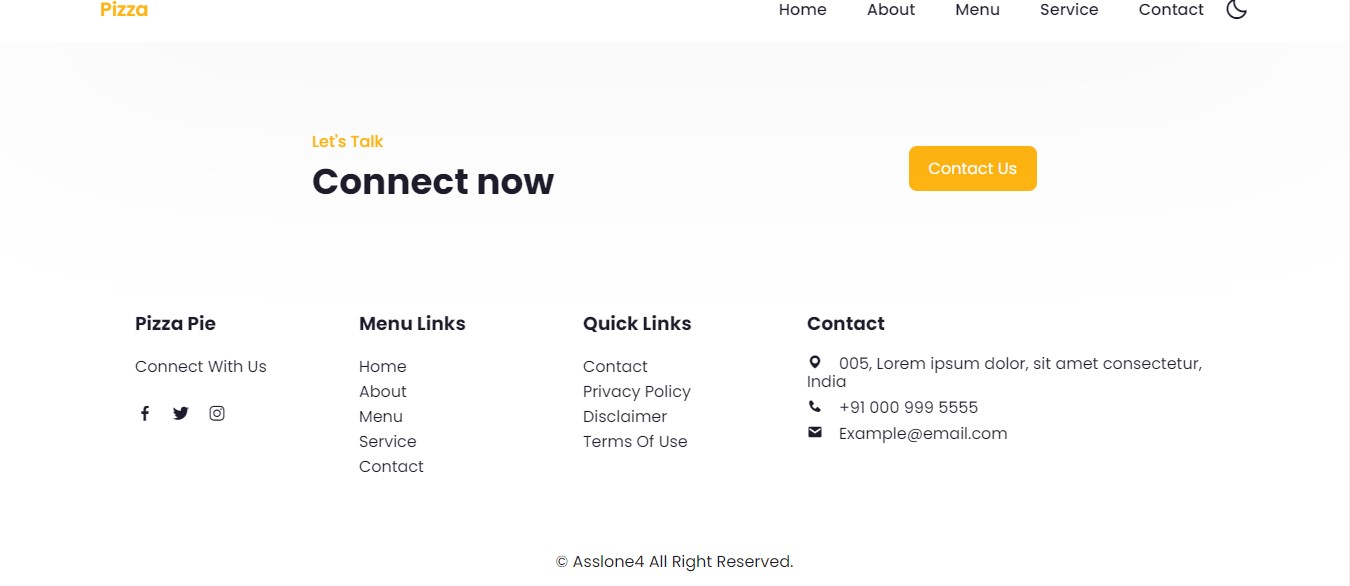 Pizza
Home About Menu Service Contact
Let's Talk
Connect now
Contact Us
Pizza Pie
Connect With Us
Menu Links
Home
About
Menu
Service
Contact
Quick Links
Contact
Privacy Policy
Disclaimer
Terms Of Use
Contact
005, Lorem ipsum dolor, sit amet consectetur,
India
+91 000 999 5555
Example@email.com
© Asslone4 All Right Reserved.